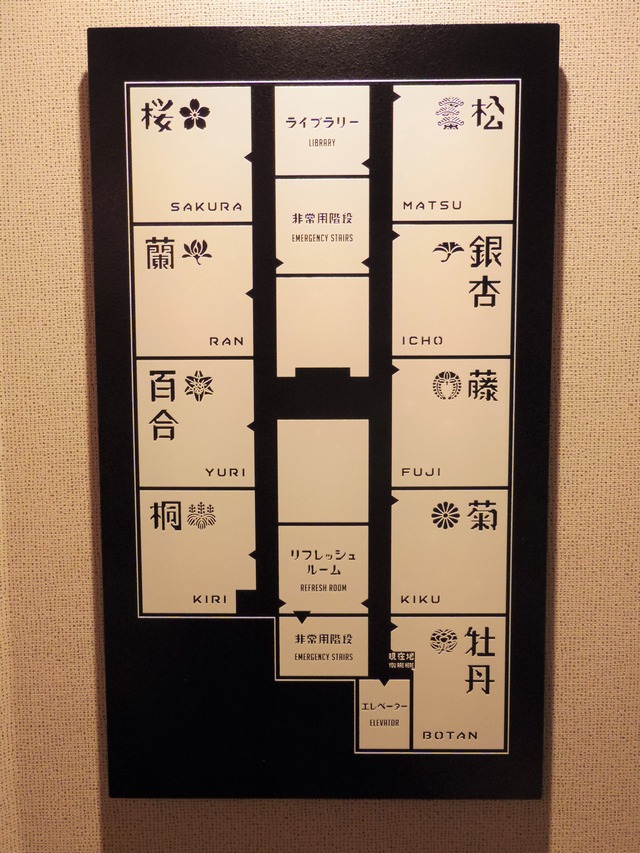 桜
SAKURA
ライブラリー
LIBRARY
松
MATSU
蘭
RAN
非常用階段
EMERGENCY STAIRS
銀杏
ICHO
百合
YURI
藤
FUJI
桐
KIRI
リフレッシュ
ルーム
REFRESH ROOM
菊
KIKU
非常用階段
EMERGENCY STAIRS
現在地
YOU ARE HERE
牡丹
BOTAN
エレベーター
ELEVATOR